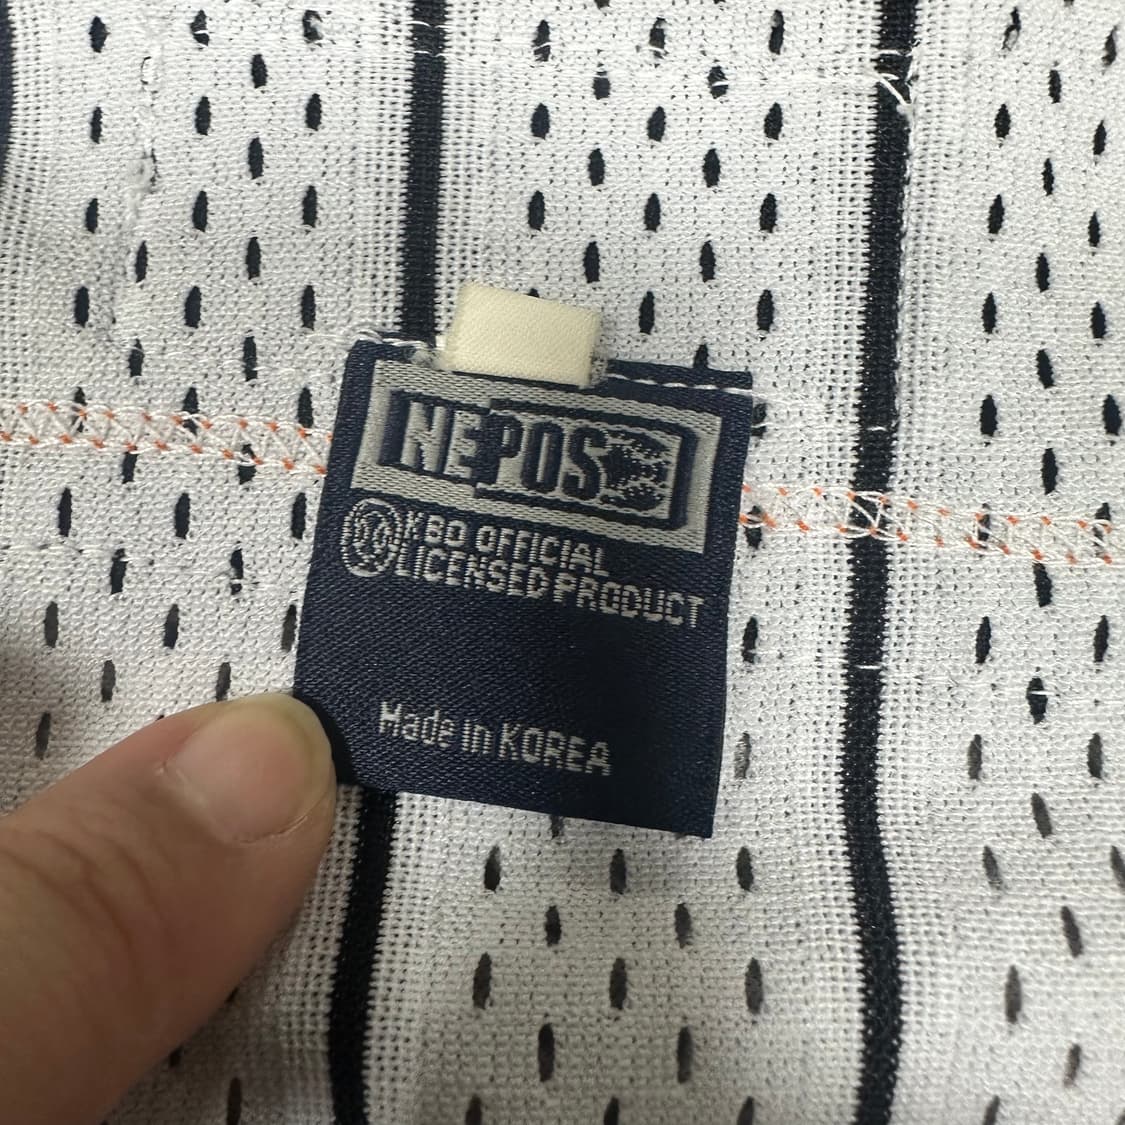 NEPOS
KBO OFFICIAL
LICENSED PRODUCT
Made in KOREA